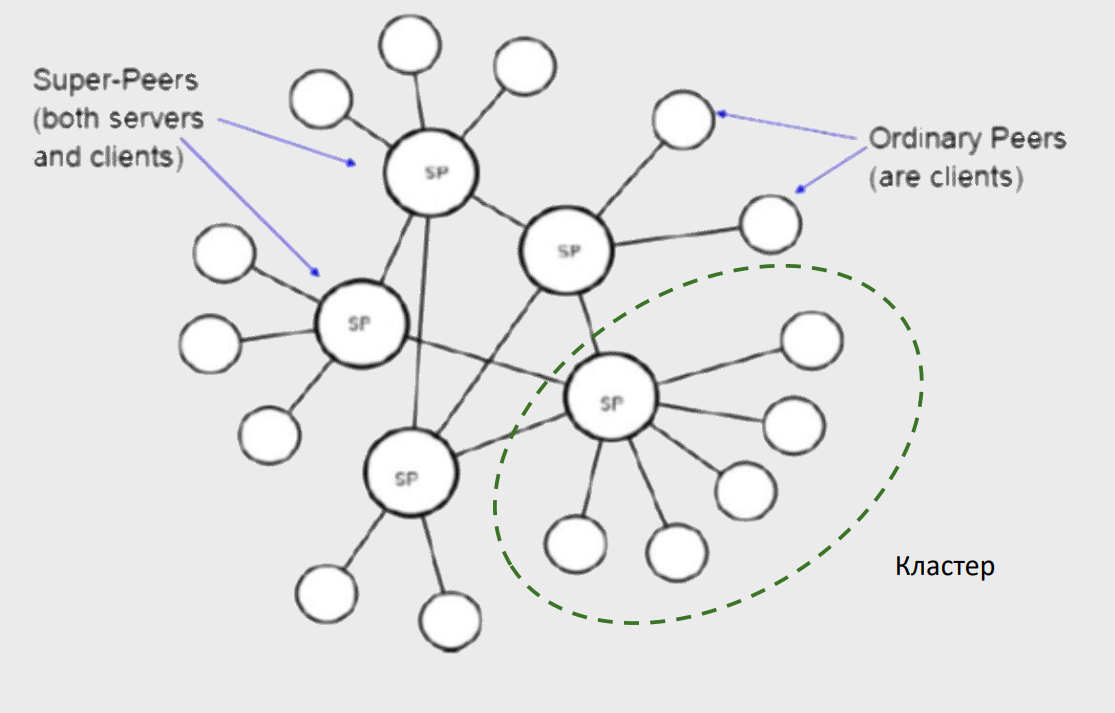 Super-Peers
(both servers
and clients)
Ordinary Peers
(are clients)
SP
SP
SP
SP
SP
Кластер